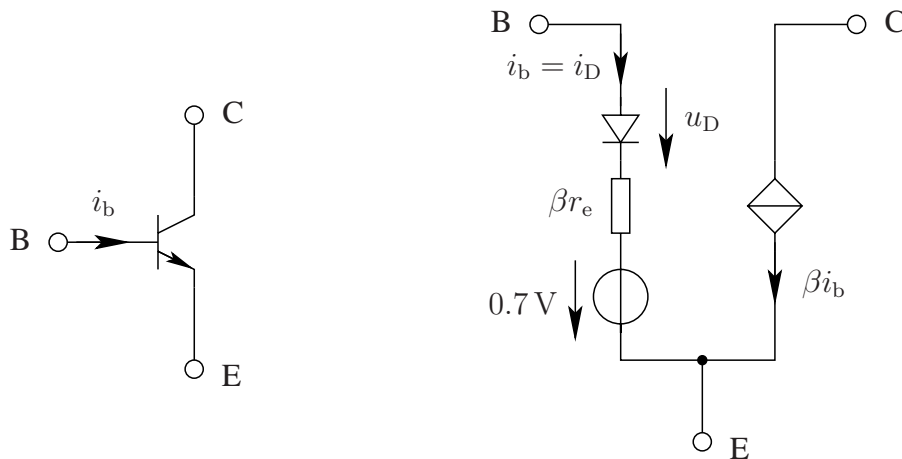 C
B
i_b
E
B
C
i_b = i_D
u_D
βr_e
0.7 V
βi_b
E